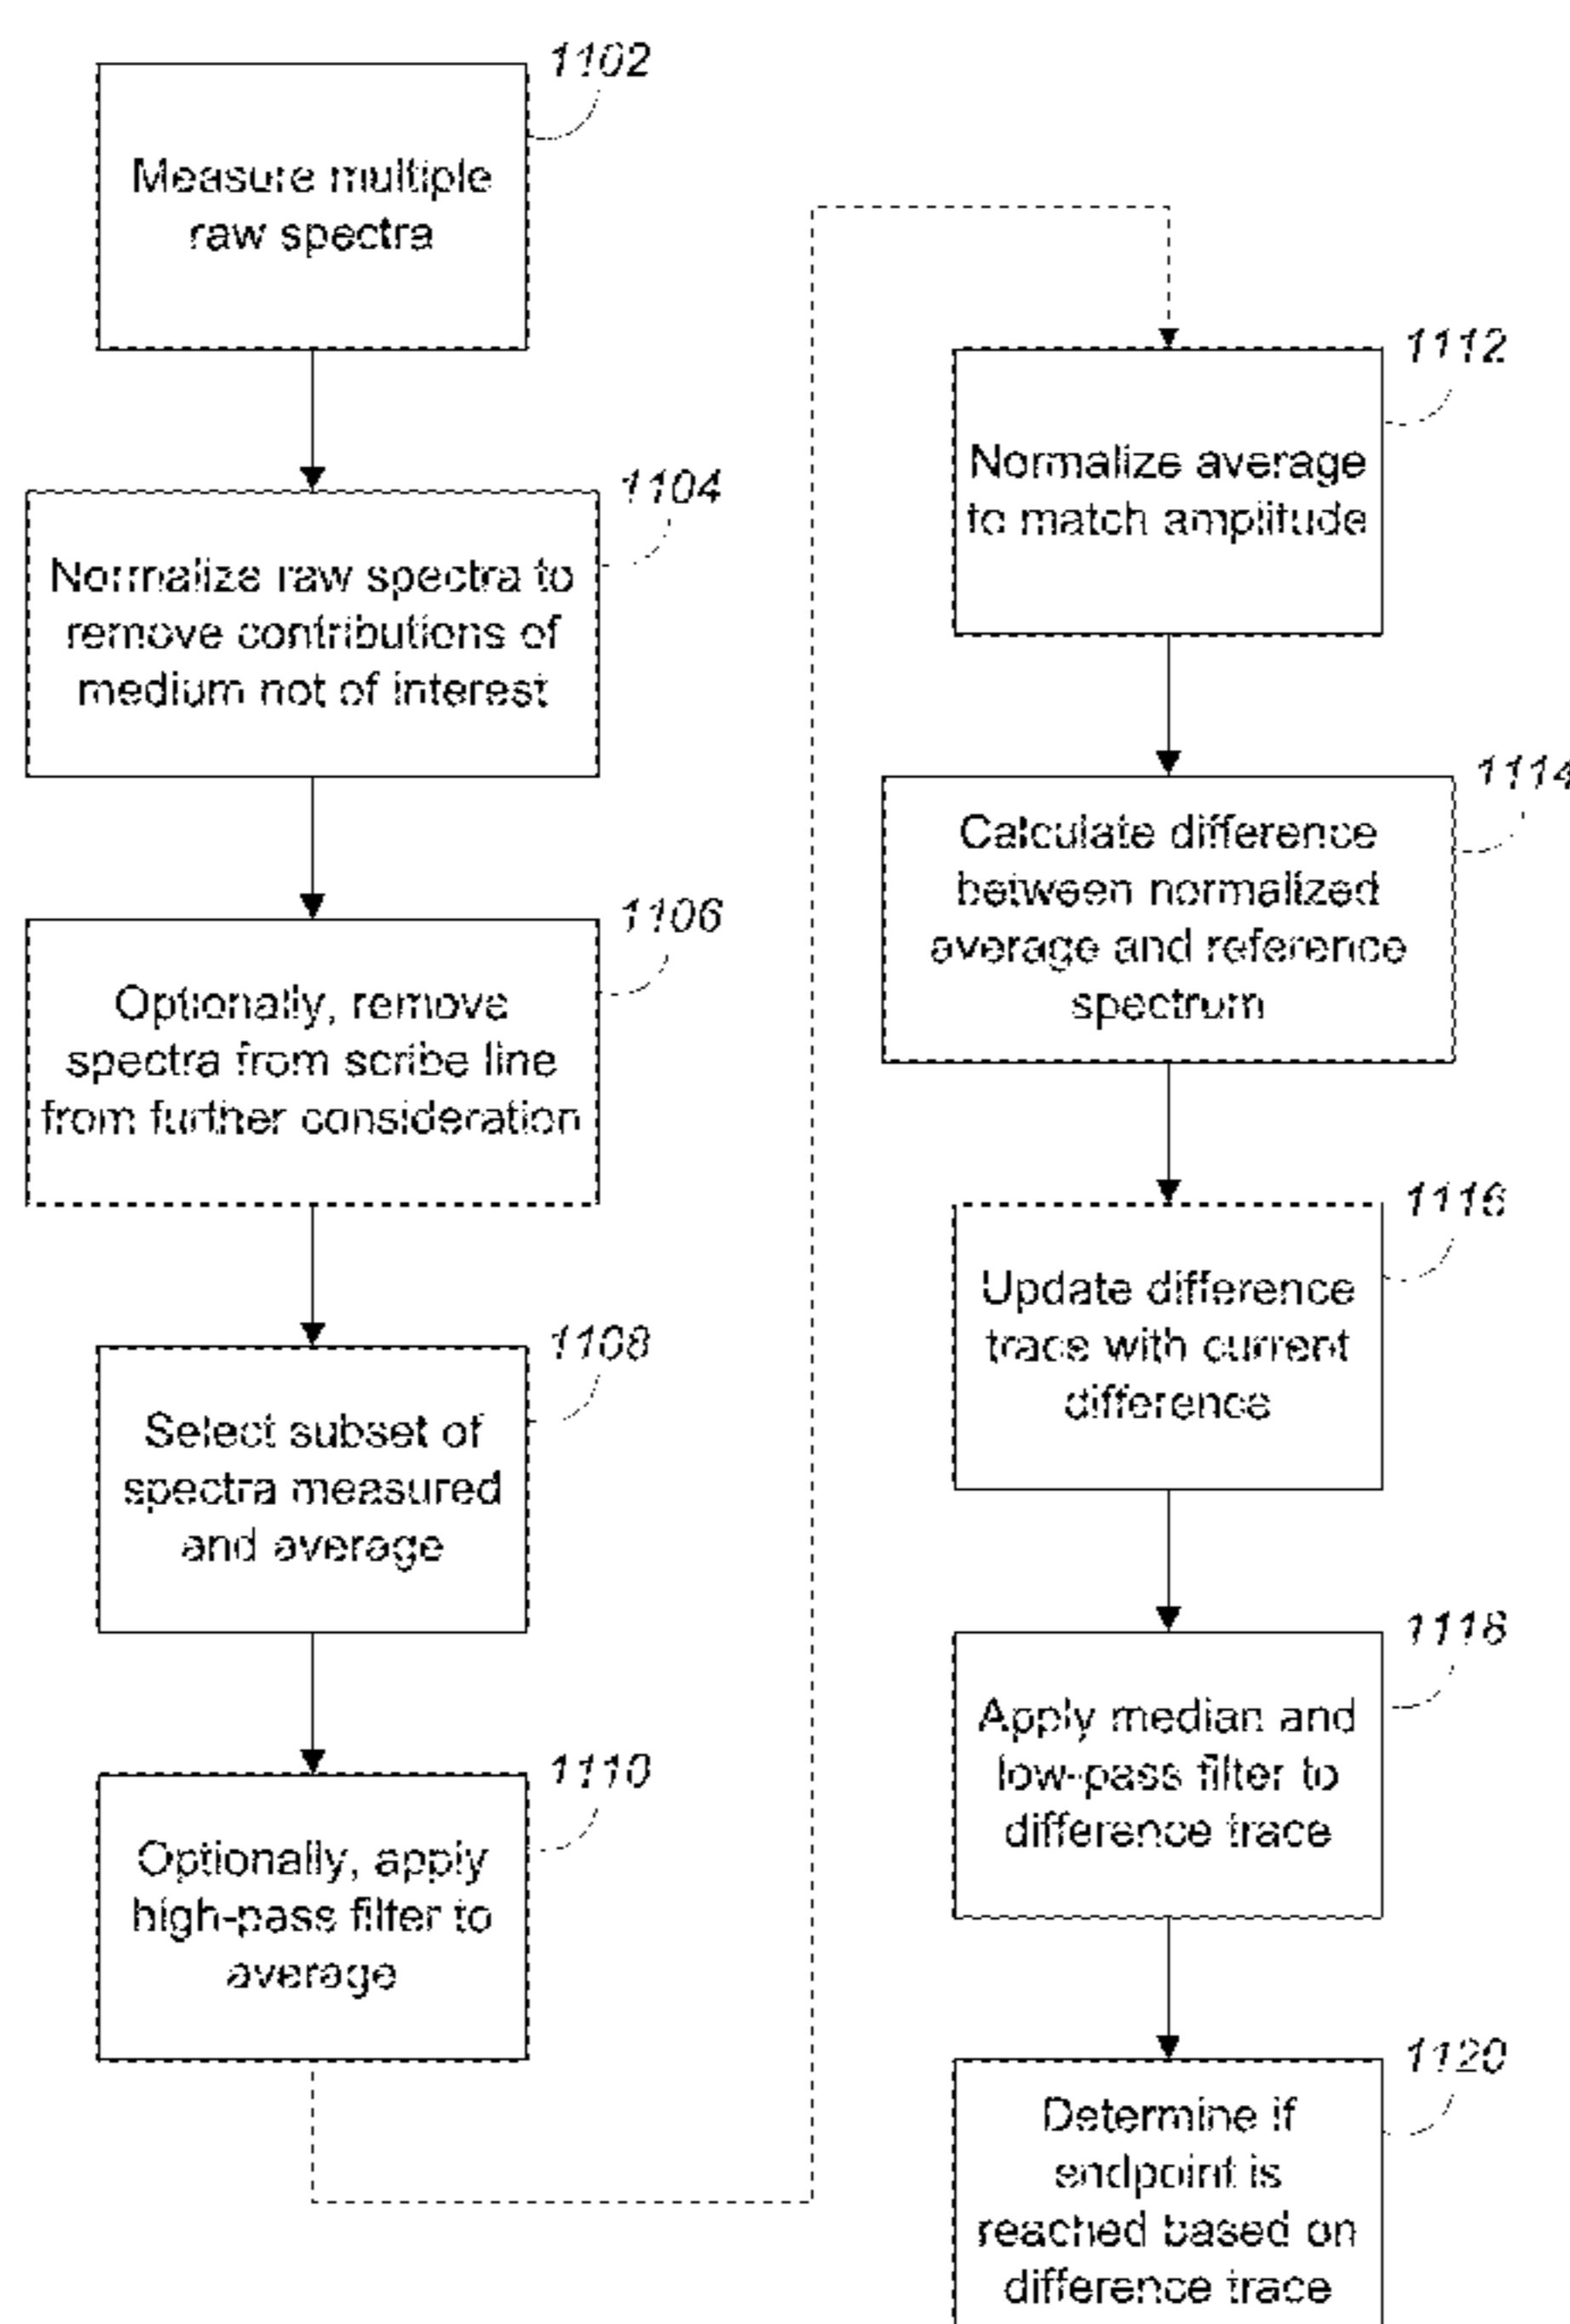 1102
Measure multiple
raw spectra
1104
Normalize raw spectra to
remove contributions of
medium not of interest
1106
Optionally, remove
spectra from scribe line
from further consideration
1108
Select subset of
spectra measured
and average
1110
Optionally, apply
high-pass filter to
average
1112
Normalize average
to match amplitude
1114
Calculate difference
between normalized
average and reference
spectrum
1116
Update difference
trace with current
difference
1118
Apply median and
low-pass filter to
difference trace
1120
Determine if
endpoint is
reached based on
difference trace